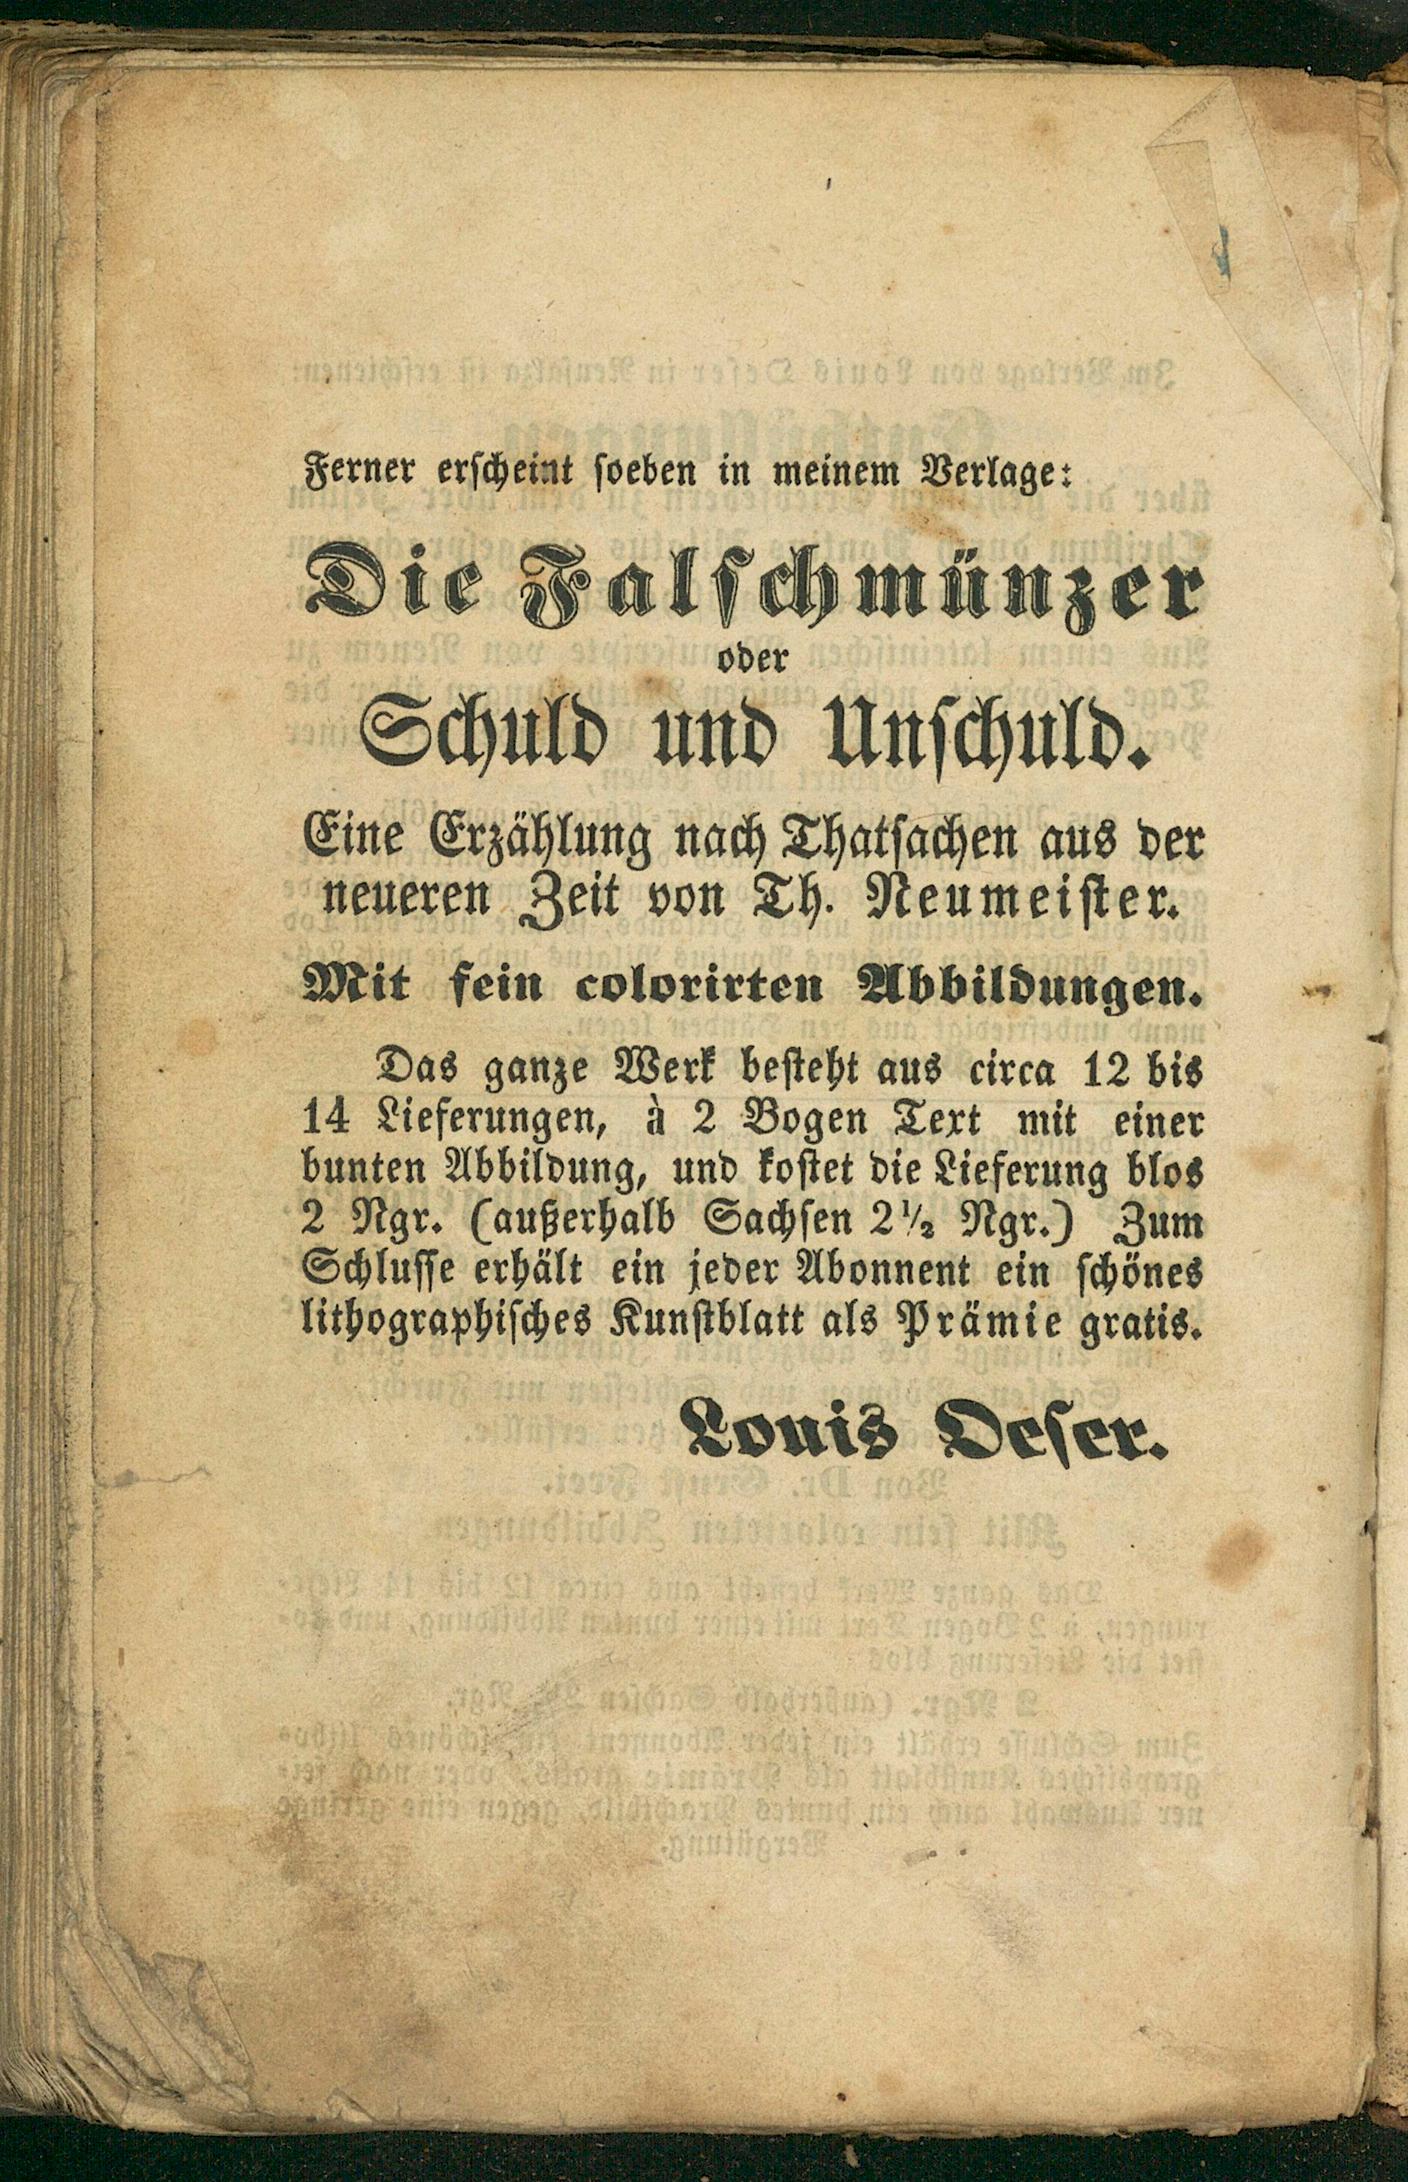 Ferner erſcheint ſoeben in meinem Verlage:
Die Falſchmünzer
oder
Schuld und Unſchuld.
Eine Erzählung nach Thatſachen aus der
neueren Zeit von Th. Neumeiſter.
Mit fein colorirten Abbildungen.
Das ganze Werk beſteht aus circa 12 bis
14 Lieferungen, à 2 Bogen Text mit einer
bunten Abbildung, und koſtet die Lieferung blos
2 Ngr. (außerhalb Sachſen 2½ Ngr.) Zum
Schluſſe erhält ein jeder Abonnent ein ſchönes
lithographiſches Kunſtblatt als Prämie gratis.
Louis Oeſer.